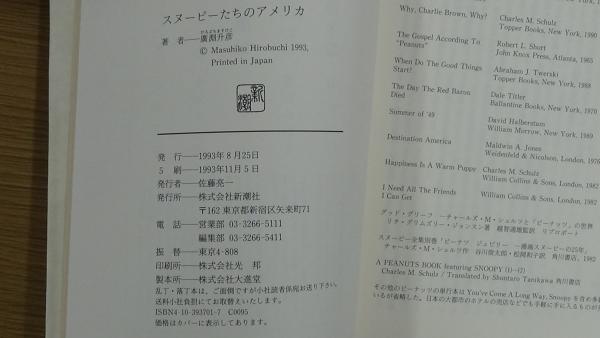 スヌーピーたちのアメリカ
著 者──廣淵升彦
© Masuhiko Hirobuchi 1993,
Printed in Japan
発 行──1993年8月25日
5 刷──1993年11月5日
発行者──佐藤亮一
発行所──株式会社新潮社
〒162 東京都新宿区矢来町71
電 話──営業部 03-3266-5111
編集部 03-3266-5411
振 替──東京4-808
印刷所──株式会社光 邦
製本所──株式会社大進堂
乱丁・落丁本は、ご面倒ですが小社読者係宛お送り下さい。
送料小社負担にてお取替えいたします。
ISBN4-10-393701-7 C0095
価格はカバーに表示してあります。
Why, Charlie Brown, Why?
Charles M. Schulz
Topper Books, New York, 1990
The Gospel According To "Peanuts"
Robert L. Short
John Knox Press, Atlanta, 1965
When Do The Good Things Start?
Abraham J. Twerski
Topper Books, New York, 1988
The Day The Red Baron Died
Dale Titler
Ballantine Books, New York, 1970
Summer of '49
David Halberstam
William Morrow, New York, 1989
Destination America
Maldwin A. Jones
Weidenfeld & Nicolson, London, 1976
Happiness Is A Warm Puppy
Charles M. Schulz
William Collins & Sons, London, 1982
I Need All The Friends I Can Get
William Collins & Sons, London, 1982
グッド・グリーフ ─チャールズ・M・シュルツと「ピーナッツ」の世界
リタ・グリムズリー・ジョンスン著 越智道雄監訳 リブロポート
スヌーピー全集別巻「ピーナツ ジュビリー ─漫画スヌーピーの25年」
チャールズ・M・シュルツ作 谷川俊太郎・松岡和子訳 角川書店, 1982
A PEANUTS BOOK featuring SNOOPY
Charles M. Schulz / Translated by Shuntaro Tanikawa 角川書店
その他のピーナッツの単行本は You've Come A Long Way, Snoopy を含め多
いが省略した。日本の大都市のホテルの売店などでも手軽に手に入るものが